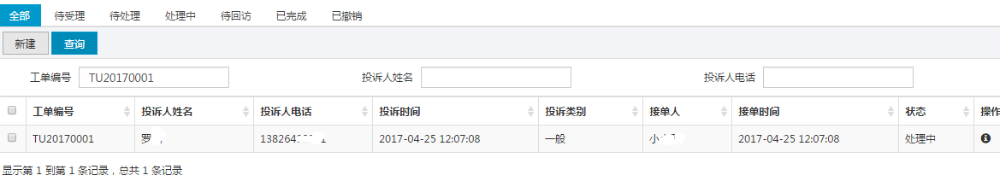 全部 待受理 待处理 处理中 待回访 已完成 已撤销
新建 查询
工单编号 TU20170001 投诉人姓名 投诉人电话
工单编号 投诉人姓名 投诉人电话 投诉时间 投诉类别 接单人 接单时间 状态 操作
TU20170001 罗 2017-04-25 12:07:08 一般 小 2017-04-25 12:07:08 处理中
显示第 1 到第 1 条记录，总共 1 条记录